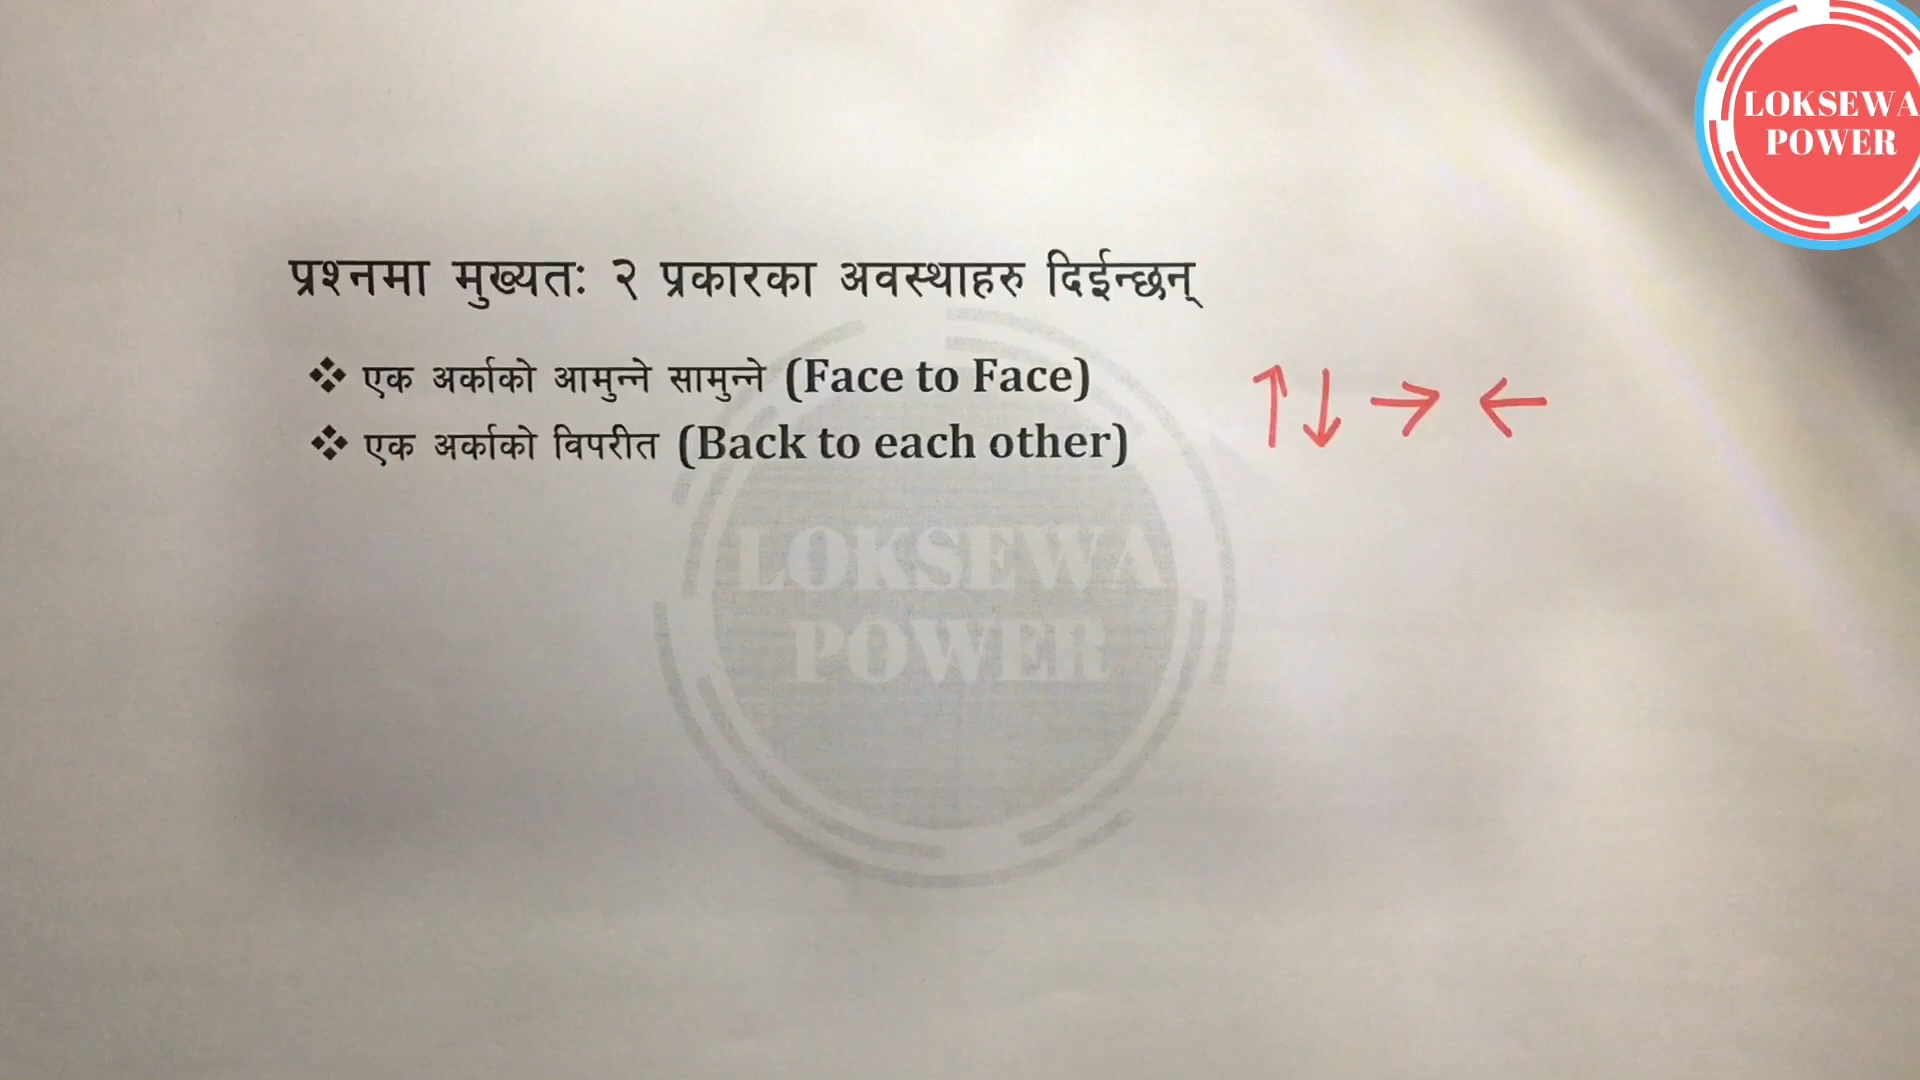 LOKSEWA
POWER
प्रश्नमा मुख्यतः २ प्रकारका अवस्थाहरु दिईन्छन्
❖ एक अर्काको आमुन्ने सामुन्ने (Face to Face)
❖ एक अर्काको विपरीत (Back to each other)
↑ ↓ → ←
LOKSEWA
POWER